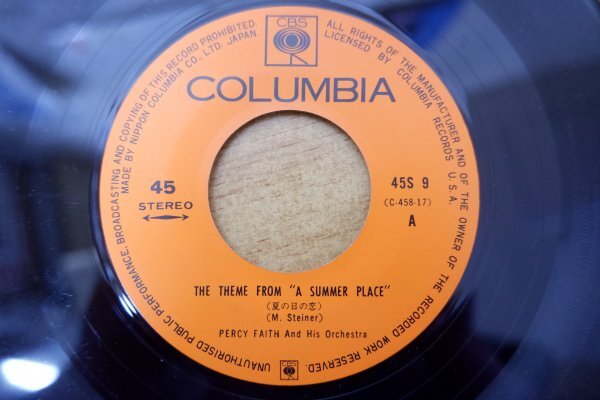 UNAUTHORISED PUBLIC PERFORMANCE, BROADCASTING AND COPYING OF THIS RECORD PROHIBITED.
MADE BY NIPPON COLUMBIA CO., LTD. JAPAN.
ALL RIGHTS OF THE MANUFACTURER AND OF THE OWNER OF THE RECORDED WORK RESERVED.
LICENSED BY COLUMBIA RECORDS U.S.A.
CBS
COLUMBIA
45
STEREO
45S 9
(C-458-17)
A
THE THEME FROM "A SUMMER PLACE"
(夏の日の恋)
(M. Steiner)
PERCY FAITH And His Orchestra
CBS